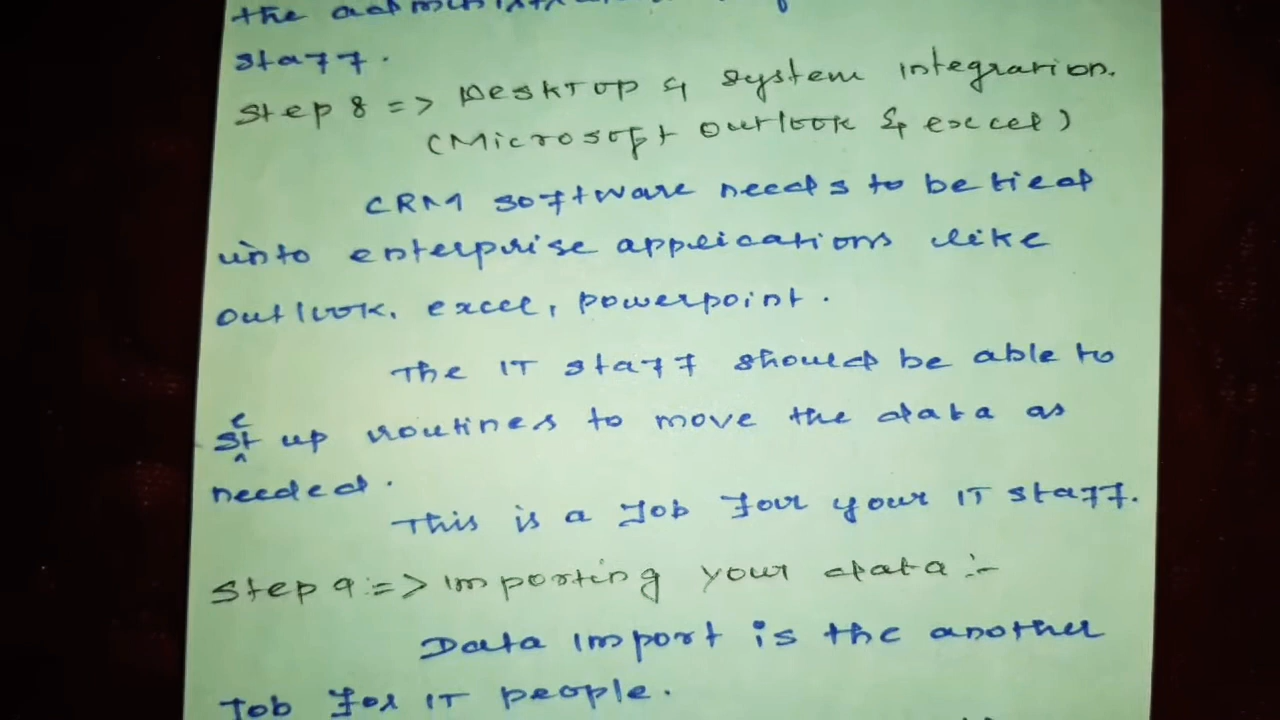 the administration
staff.
Step 8 => Desktop & system integration.
(Microsoft outlook & excel)
CRM software needs to be tied
into enterprise applications like
outlook, excel, powerpoint.
The IT staff should be able to
set up routines to move the data as
needed.
This is a Job for your IT staff.
Step 9:=> importing your data :-
Data import is the another
Job for IT people.